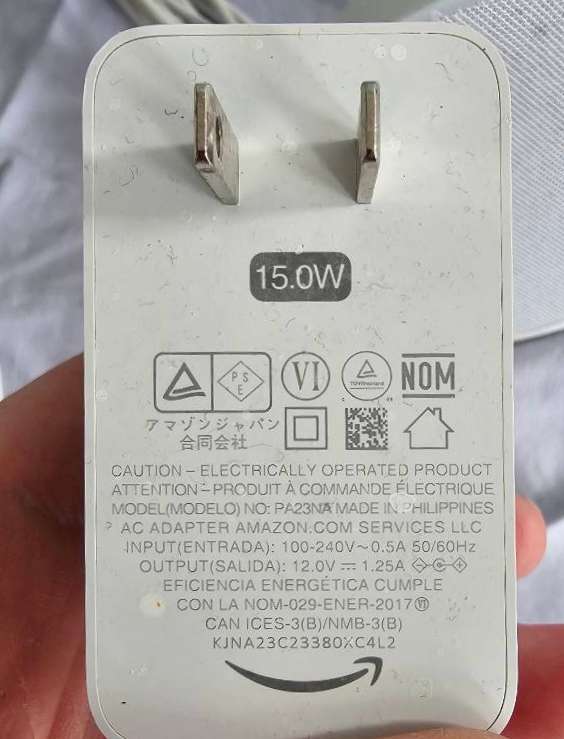 15.0W
PS
E
VI
TÜVRheinland
NOM
アマゾンジャパン
合同会社
CAUTION – ELECTRICALLY OPERATED PRODUCT
ATTENTION – PRODUIT À COMMANDE ÉLECTRIQUE
MODEL(MODELO) NO: PA23NA MADE IN PHILIPPINES
AC ADAPTER AMAZON.COM SERVICES LLC
INPUT(ENTRADA): 100-240V~0.5A 50/60Hz
OUTPUT(SALIDA): 12.0V ⎓ 1.25A
EFICIENCIA ENERGÉTICA CUMPLE
CON LA NOM-029-ENER-2017 VI
CAN ICES-3(B)/NMB-3(B)
KJNA23C23380XC4L2